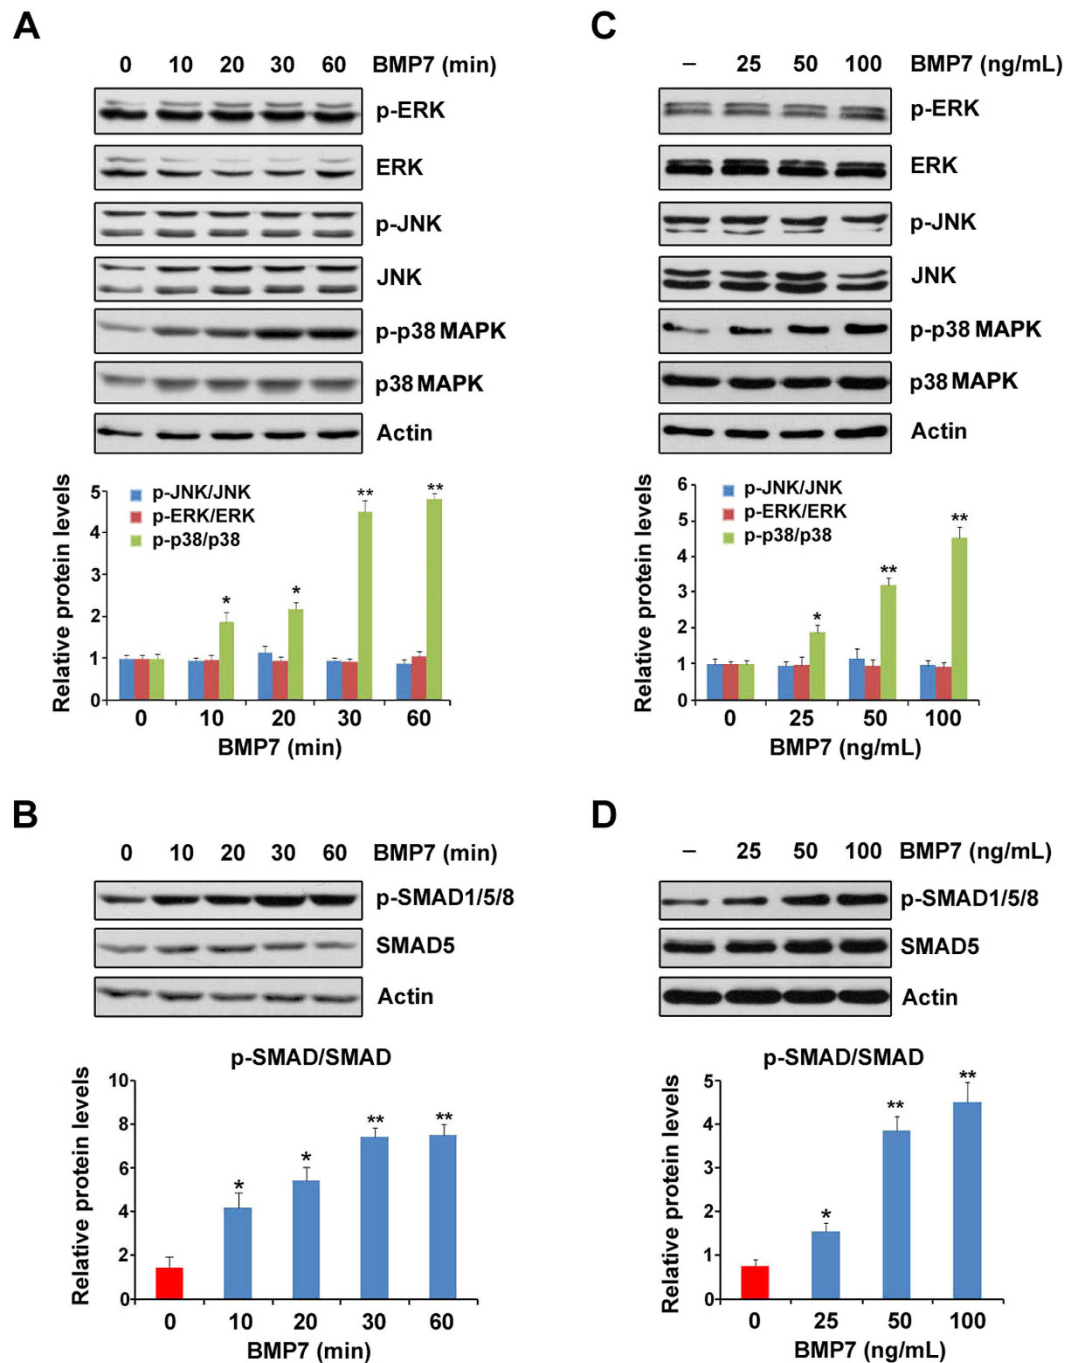 A
0 10 20 30 60 BMP7 (min)
p-ERK
ERK
p-JNK
JNK
p-p38 MAPK
p38 MAPK
Actin
Relative protein levels
5
4
3
2
1
0
p-JNK/JNK
p-ERK/ERK
p-p38/p38
* * ** **
0 10 20 30 60
BMP7 (min)
C
– 25 50 100 BMP7 (ng/mL)
p-ERK
ERK
p-JNK
JNK
p-p38 MAPK
p38 MAPK
Actin
Relative protein levels
6
5
4
3
2
1
0
p-JNK/JNK
p-ERK/ERK
p-p38/p38
* ** **
0 25 50 100
BMP7 (ng/mL)
B
0 10 20 30 60 BMP7 (min)
p-SMAD1/5/8
SMAD5
Actin
p-SMAD/SMAD
Relative protein levels
10
8
6
4
2
0
* * ** **
0 10 20 30 60
BMP7 (min)
D
– 25 50 100 BMP7 (ng/mL)
p-SMAD1/5/8
SMAD5
Actin
p-SMAD/SMAD
Relative protein levels
5
4
3
2
1
0
* ** **
0 25 50 100
BMP7 (ng/mL)